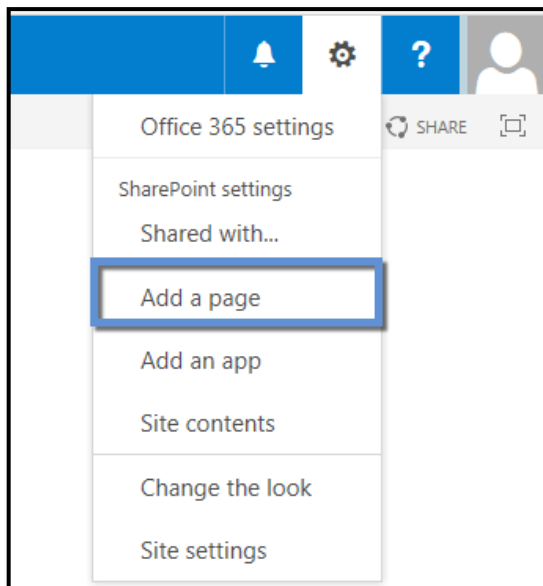 ?
Office 365 settings
SHARE
SharePoint settings
Shared with...
Add a page
Add an app
Site contents
Change the look
Site settings